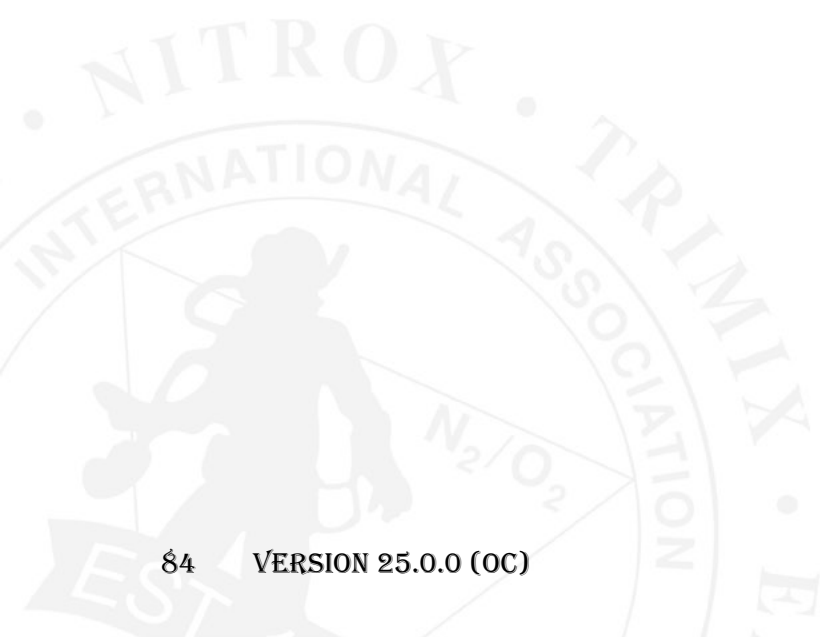 • NITROX • TRIMIX •
INTERNATIONAL ASSOCIATION
N₂/O₂
EST
84 VERSION 25.0.0 (OC)